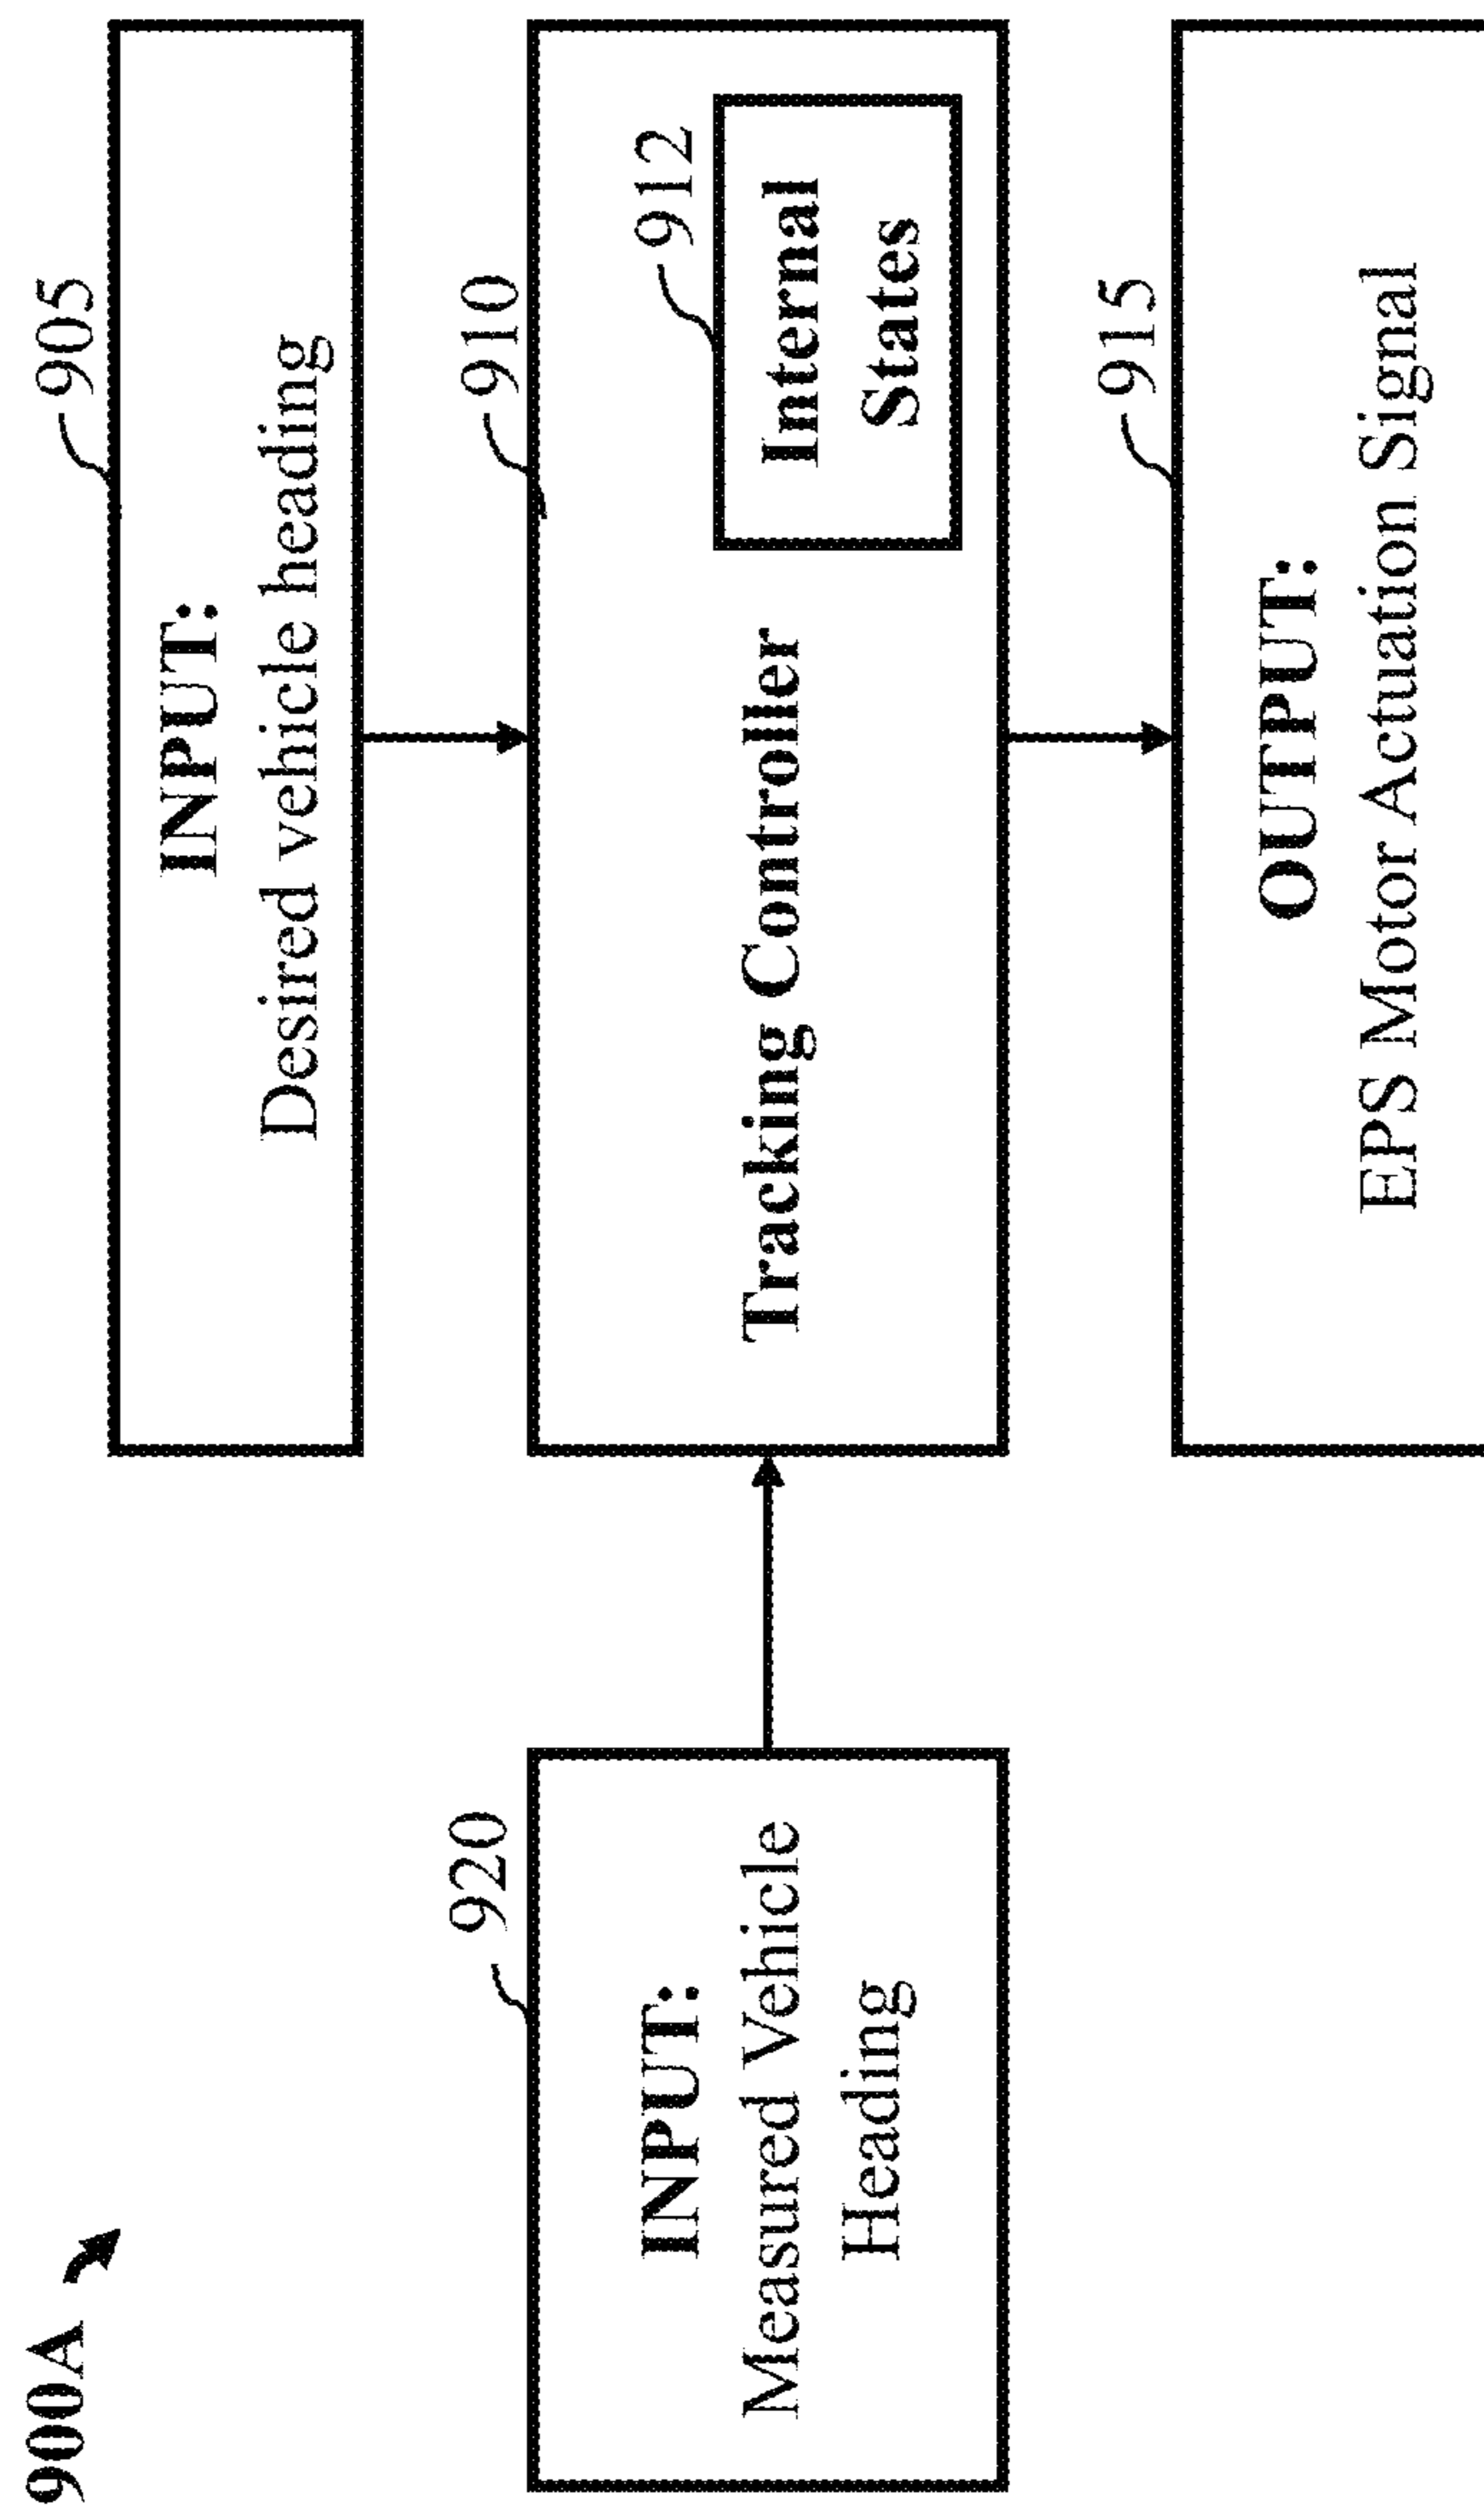 900A
905
INPUT:
Desired vehicle heading
910
920
INPUT:
Measured Vehicle
Heading
Tracking Controller
912
Internal
States
915
OUTPUT:
EPS Motor Actuation Signal